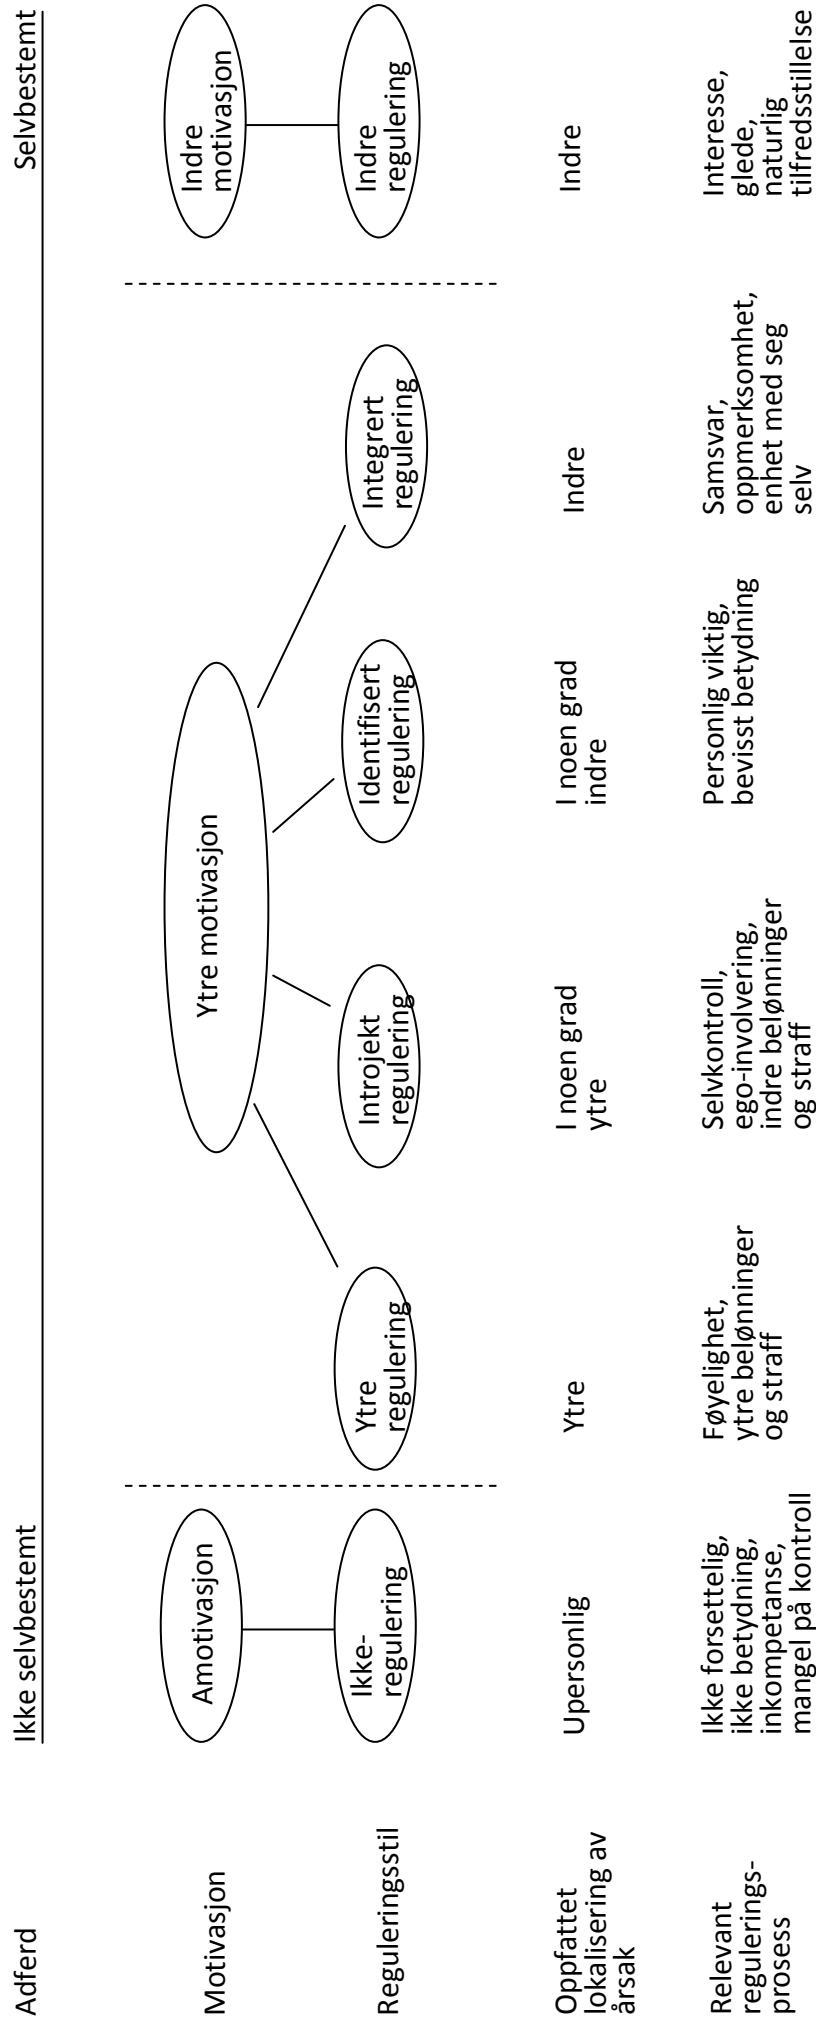 Adferd
Ikke selvbestemt
Selvbestemt
Motivasjon
Amotivasjon
Ytre motivasjon
Indre
motivasjon
Reguleringsstil
Ikke-
regulering
Ytre
regulering
Introjekt
regulering
Identifisert
regulering
Integrert
regulering
Indre
regulering
Oppfattet
lokalisering av
årsak
Upersonlig
Ytre
I noen grad
ytre
I noen grad
indre
Indre
Indre
Relevant
regulerings-
prosess
Ikke forsettelig,
ikke betydning,
inkompetanse,
mangel på kontroll
Føyelighet,
ytre belønninger
og straff
Selvkontroll,
ego-involvering,
indre belønninger
og straff
Personlig viktig,
bevisst betydning
Samsvar,
oppmerksomhet,
enhet med seg
selv
Interesse,
glede,
naturlig
tilfredsstillelse